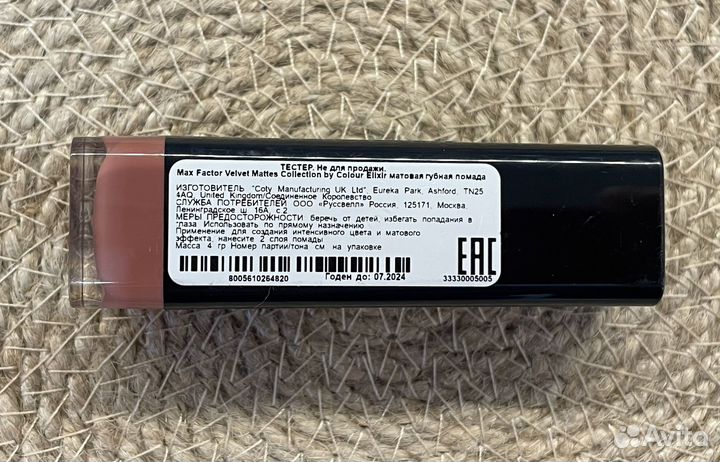 ТЕСТЕР. Не для продажи.
Max Factor Velvet Mattes Collection by Colour Elixir матовая губная помада
ИЗГОТОВИТЕЛЬ "Coty Manufacturing UK Ltd", Eureka Park, Ashford, TN25
4AQ, United Kingdom/Соединенное Королевство
СЛУЖБА ПОТРЕБИТЕЛЕЙ ООО «Руссвелл» Россия, 125171, Москва,
Ленинградское ш. 16А, с 2
МЕРЫ ПРЕДОСТОРОЖНОСТИ беречь от детей, избегать попадания в
глаза Использовать по прямому назначению
Применение для создания интенсивного цвета и матового
эффекта, нанесите 2 слоя помады
Масса 4 гр Номер партии/тона см на упаковке
EAC
8005610264820
Годен до: 07.2024
33330005005
Avito